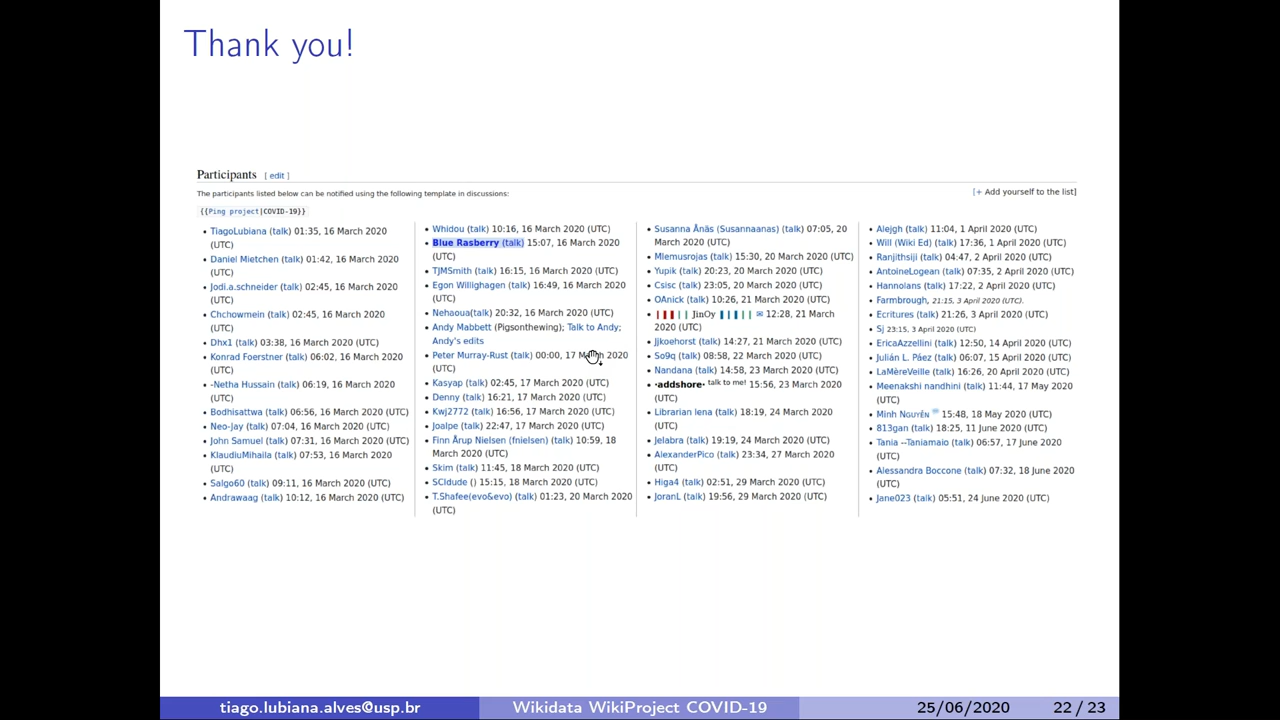 Thank you!
Participants [ edit ]
The participants listed below can be notified using the following template in discussions:
[+ Add yourself to the list]
{{Ping project|COVID-19}}
• TiagoLubiana (talk) 01:35, 16 March 2020
(UTC)
• Daniel Mietchen (talk) 01:42, 16 March 2020
(UTC)
• Jodi.a.schneider (talk) 02:45, 16 March 2020
(UTC)
• Chchowmein (talk) 02:45, 16 March 2020
(UTC)
• Dhx1 (talk) 03:38, 16 March 2020 (UTC)
• Konrad Foerstner (talk) 06:02, 16 March 2020
(UTC)
• -Netha Hussain (talk) 06:19, 16 March 2020
(UTC)
• Bodhisattwa (talk) 06:56, 16 March 2020 (UTC)
• Neo-Jay (talk) 07:04, 16 March 2020 (UTC)
• John Samuel (talk) 07:31, 16 March 2020 (UTC)
• KlaudiuMihaila (talk) 07:53, 16 March 2020
(UTC)
• Salgo60 (talk) 09:11, 16 March 2020 (UTC)
• Andrawaag (talk) 10:12, 16 March 2020 (UTC)
• Whidou (talk) 10:16, 16 March 2020 (UTC)
• Blue Rasberry (talk) 15:07, 16 March 2020
(UTC)
• TJMSmith (talk) 16:15, 16 March 2020 (UTC)
• Egon Willighagen (talk) 16:49, 16 March 2020
(UTC)
• Nehaoua(talk) 20:32, 16 March 2020 (UTC)
• Andy Mabbett (Pigsonthewing); Talk to Andy;
Andy's edits
• Peter Murray-Rust (talk) 00:00, 17 March 2020
(UTC)
• Kasyap (talk) 02:45, 17 March 2020 (UTC)
• Denny (talk) 16:21, 17 March 2020 (UTC)
• Kwj2772 (talk) 16:56, 17 March 2020 (UTC)
• Joalpe (talk) 22:47, 17 March 2020 (UTC)
• Finn Årup Nielsen (fnielsen) (talk) 10:59, 18
March 2020 (UTC)
• Skim (talk) 11:45, 18 March 2020 (UTC)
• SCIdude () 15:15, 18 March 2020 (UTC)
• T.Shafee(evo&evo) (talk) 01:23, 20 March 2020
(UTC)
• Susanna Ånäs (Susannaanas) (talk) 07:05, 20
March 2020 (UTC)
• Mlemusrojas (talk) 15:30, 20 March 2020 (UTC)
• Yupik (talk) 20:23, 20 March 2020 (UTC)
• Csisc (talk) 23:05, 20 March 2020 (UTC)
• OAnick (talk) 10:26, 21 March 2020 (UTC)
• ❙❙❙❙❙ JinOy ❙❙❙❙❙ ✉ 12:28, 21 March
2020 (UTC)
• Jjkoehorst (talk) 14:27, 21 March 2020 (UTC)
• So9q (talk) 08:58, 22 March 2020 (UTC)
• Nandana (talk) 14:58, 23 March 2020 (UTC)
• ·addshore· talk to me! 15:56, 23 March 2020
(UTC)
• Librarian lena (talk) 18:19, 24 March 2020
(UTC)
• Jelabra (talk) 19:19, 24 March 2020 (UTC)
• AlexanderPico (talk) 23:34, 27 March 2020
(UTC)
• Higa4 (talk) 02:51, 29 March 2020 (UTC)
• JoranL (talk) 19:56, 29 March 2020 (UTC)
• Alejgh (talk) 11:04, 1 April 2020 (UTC)
• Will (Wiki Ed) (talk) 17:36, 1 April 2020 (UTC)
• Ranjithsiji (talk) 04:47, 2 April 2020 (UTC)
• AntoineLogean (talk) 07:35, 2 April 2020 (UTC)
• Hannolans (talk) 17:22, 2 April 2020 (UTC)
• Farmbrough, 21:15, 3 April 2020 (UTC).
• Ecritures (talk) 21:26, 3 April 2020 (UTC)
• Sj 23:15, 3 April 2020 (UTC)
• EricaAzzellini (talk) 12:50, 14 April 2020 (UTC)
• Julián L. Páez (talk) 06:07, 15 April 2020 (UTC)
• LaMèreVeille (talk) 16:26, 20 April 2020 (UTC)
• Meenakshi nandhini (talk) 11:44, 17 May 2020
(UTC)
• Minh Nguyễn 💬 15:48, 18 May 2020 (UTC)
• 813gan (talk) 18:25, 11 June 2020 (UTC)
• Tania --Taniamaio (talk) 06:57, 17 June 2020
(UTC)
• Alessandra Boccone (talk) 07:32, 18 June 2020
(UTC)
• Jane023 (talk) 05:51, 24 June 2020 (UTC)
tiago.lubiana.alves@usp.br
Wikidata WikiProject COVID-19
25/06/2020
22 / 23